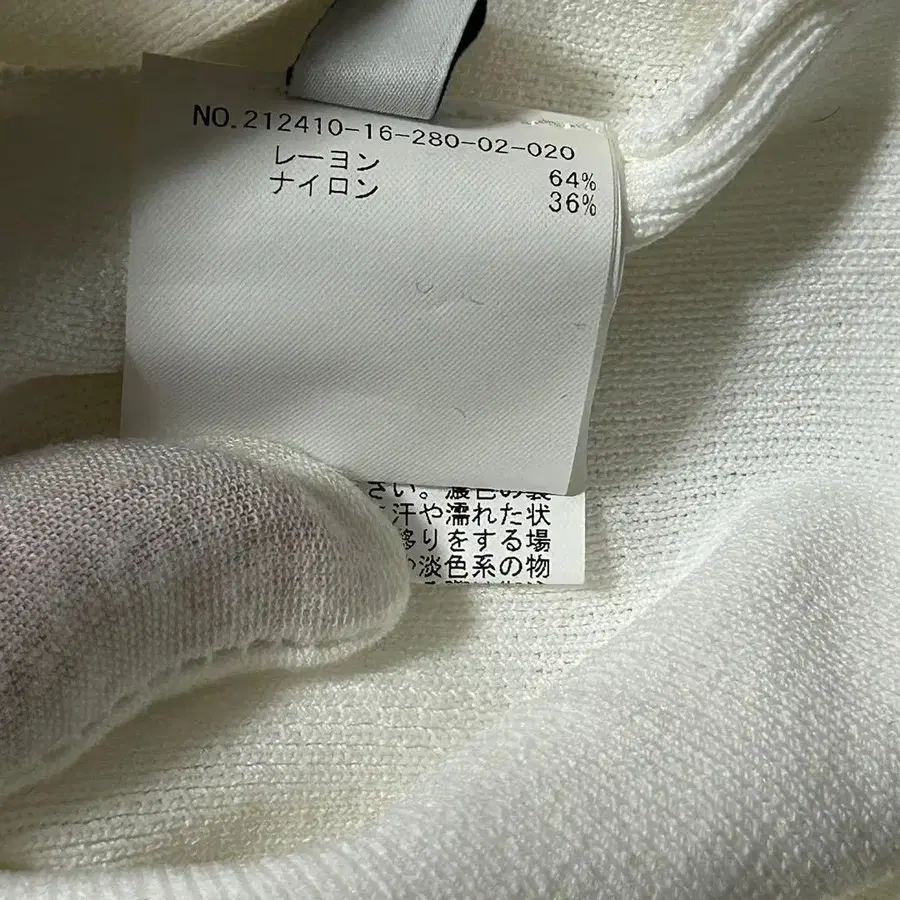 NO.212410-16-280-02-020
レーヨン 64%
ナイロン 36%
さい。濃色の製
汗や濡れた状
移りをする場
淡色系の物